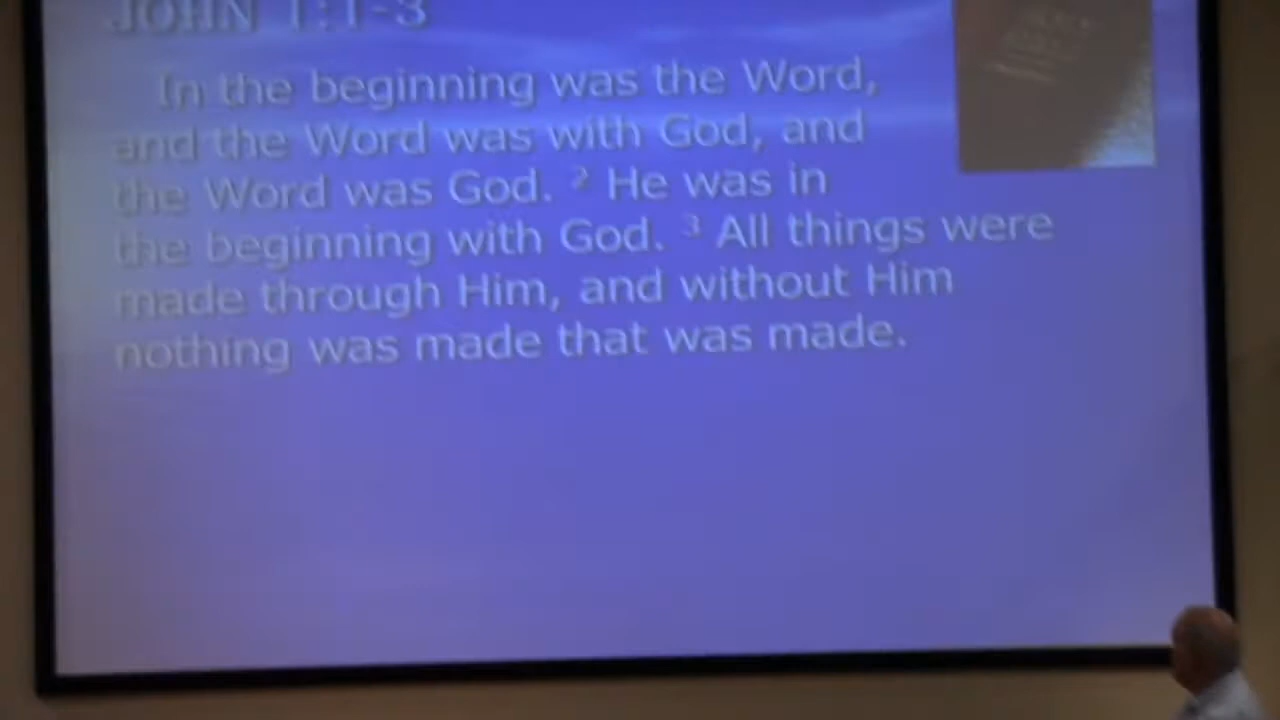 JOHN 1:1-3
In the beginning was the Word,
and the Word was with God, and
the Word was God. 2 He was in
the beginning with God. 3 All things were
made through Him, and without Him
nothing was made that was made.